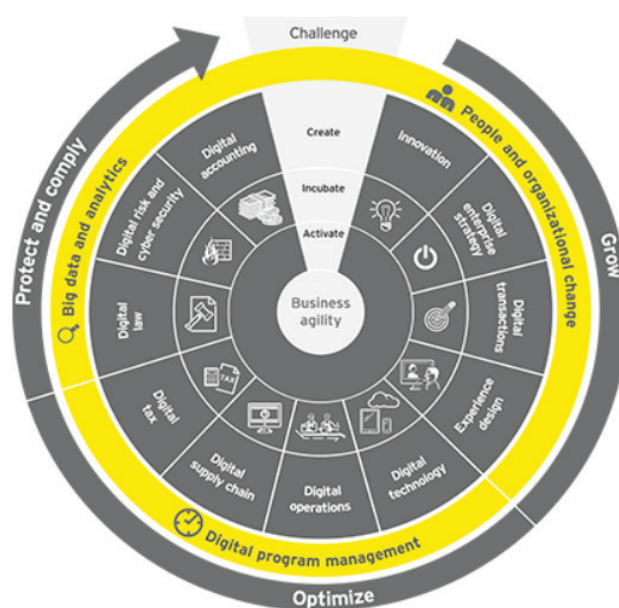 Challenge
Create
Incubate
Activate
Business
agility
Innovation
Digital
enterprise
strategy
Digital
transactions
Experience
design
Digital
technology
Digital
operations
Digital
supply chain
Digital
tax
Digital
law
Digital risk and
cyber security
Digital
accounting
TAX
People and organizational change
Digital program management
Big data and analytics
Grow
Optimize
Protect and comply